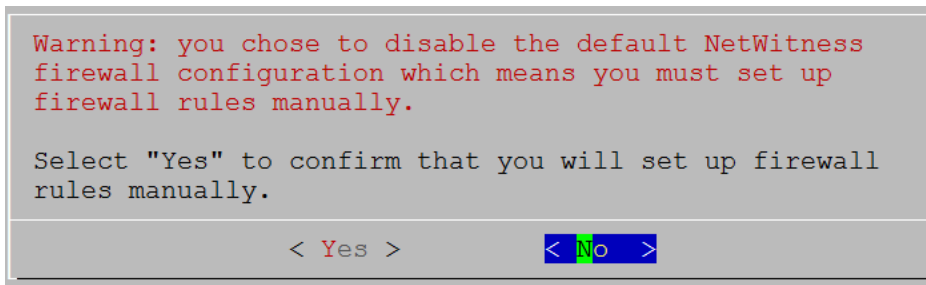 Warning: you chose to disable the default NetWitness
firewall configuration which means you must set up
firewall rules manually.
Select "Yes" to confirm that you will set up firewall
rules manually.
< Yes > < No >